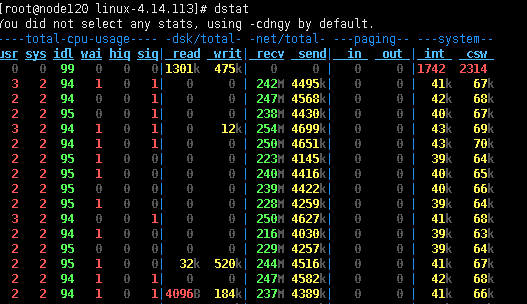 [root@node120 linux-4.14.113]# dstat
You did not select any stats, using -cdngy by default.
----total-cpu-usage---- -dsk/total- -net/total- ---paging-- ---system--
usr sys idl wai hiq siq| read  writ| recv  send|  in   out | int   csw
  0   0  99   0   0   0|1301k  475k|   0     0 |   0     0 |1742  2314
  3   2  94   1   0   1|   0     0 | 242M 4495k|   0     0 |  41k   67k
  2   2  94   0   0   1|   0     0 | 247M 4568k|   0     0 |  42k   68k
  2   2  95   0   0   1|   0     0 | 238M 4430k|   0     0 |  40k   67k
  3   2  94   1   0   1|   0    12k| 254M 4699k|   0     0 |  43k   69k
  2   2  94   1   0   1|   0     0 | 250M 4651k|   0     0 |  43k   70k
  2   2  95   1   0   0|   0     0 | 223M 4145k|   0     0 |  39k   64k
  2   2  94   1   0   1|   0     0 | 240M 4416k|   0     0 |  40k   65k
  2   2  95   0   0   0|   0     0 | 239M 4422k|   0     0 |  40k   66k
  2   2  95   1   0   0|   0     0 | 228M 4259k|   0     0 |  39k   64k
  3   2  94   0   0   1|   0     0 | 250M 4627k|   0     0 |  41k   68k
  2   2  94   1   0   0|   0     0 | 216M 4030k|   0     0 |  39k   63k
  2   2  95   0   0   0|   0     0 | 229M 4257k|   0     0 |  39k   64k
  2   2  95   1   0   0|  32k  520k| 244M 4516k|   0     0 |  41k   67k
  2   2  94   1   0   1|   0     0 | 247M 4582k|   0     0 |  42k   68k
  2   2  94   1   0   1|4096B  184k| 237M 4389k|   0     0 |  41k   66k